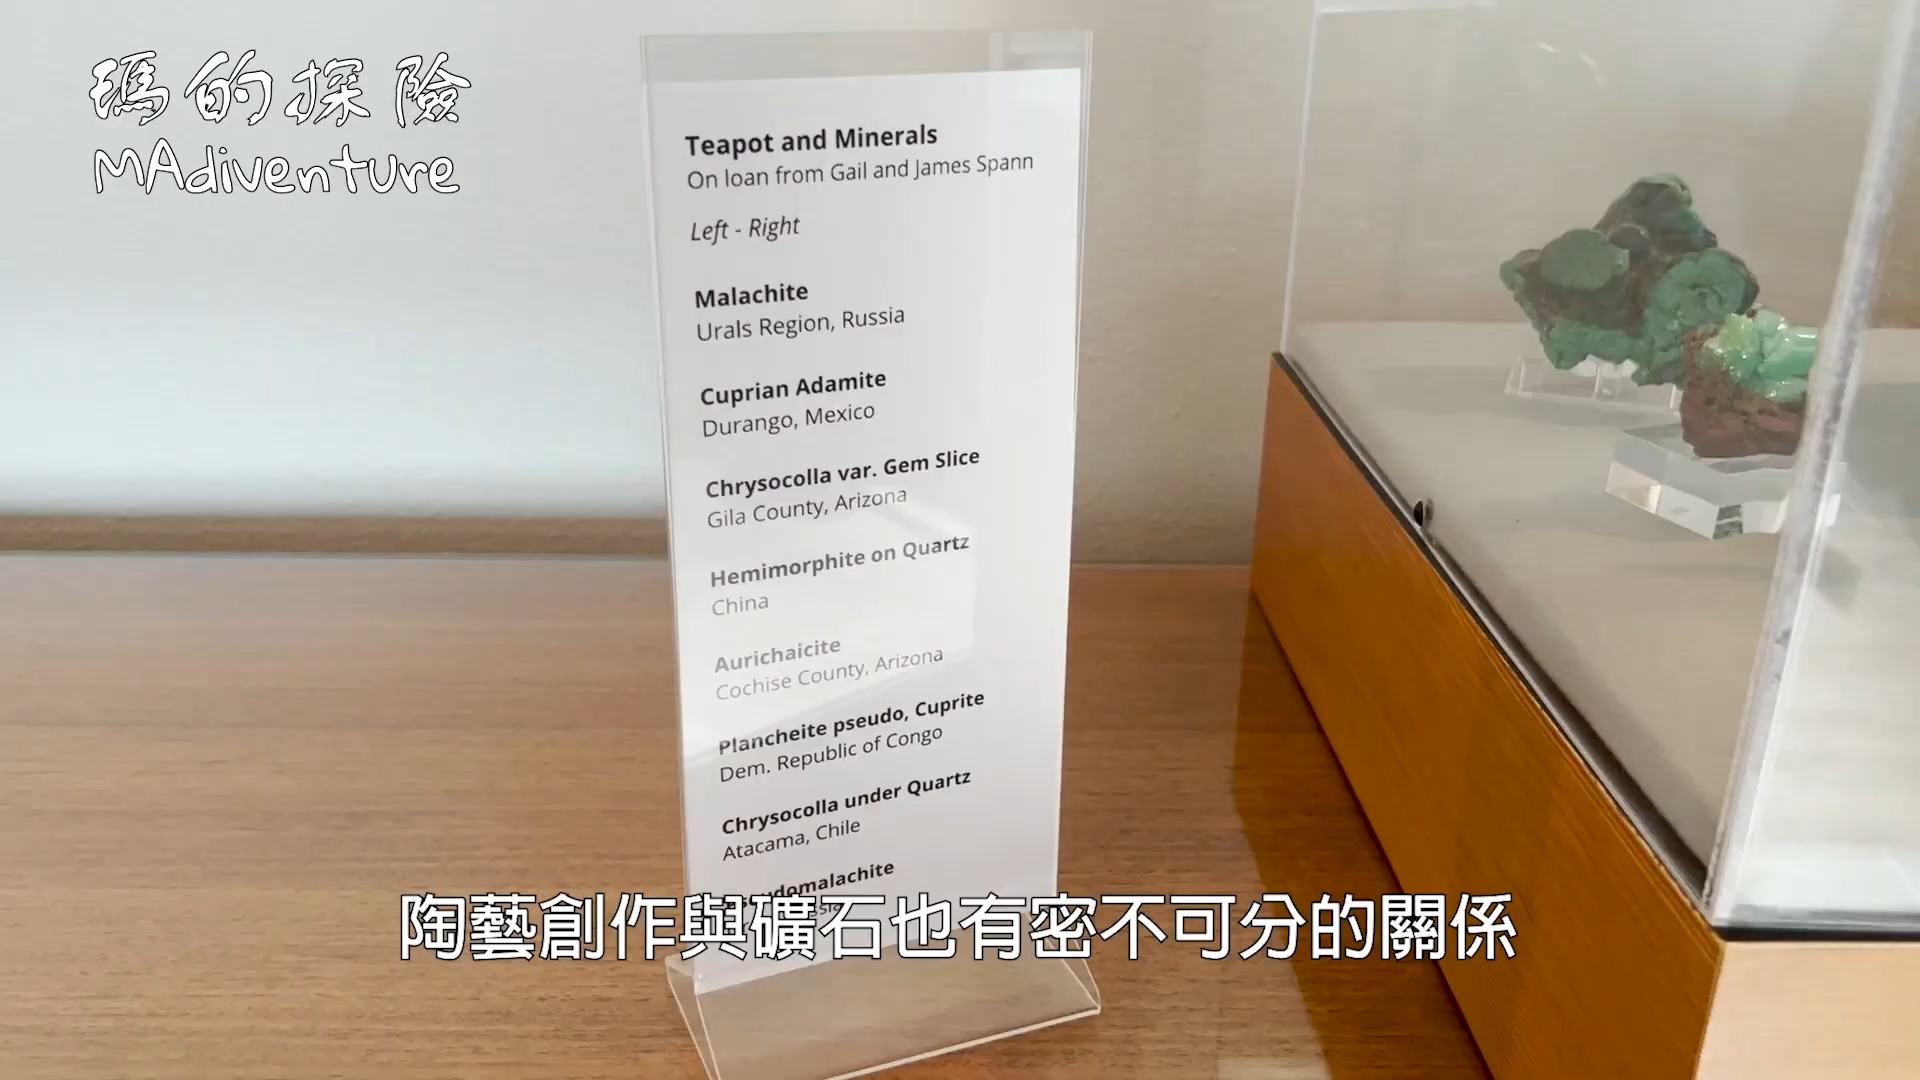 瑪的探險
MAdiventure
Teapot and Minerals
On loan from Gail and James Spann
Left - Right
Malachite
Urals Region, Russia
Cuprian Adamite
Durango, Mexico
Chrysocolla var. Gem Slice
Gila County, Arizona
Hemimorphite on Quartz
China
Aurichaicite
Cochise County, Arizona
Plancheite pseudo, Cuprite
Dem. Republic of Congo
Chrysocolla under Quartz
Atacama, Chile
陶藝創作與礦石也有密不可分的關係